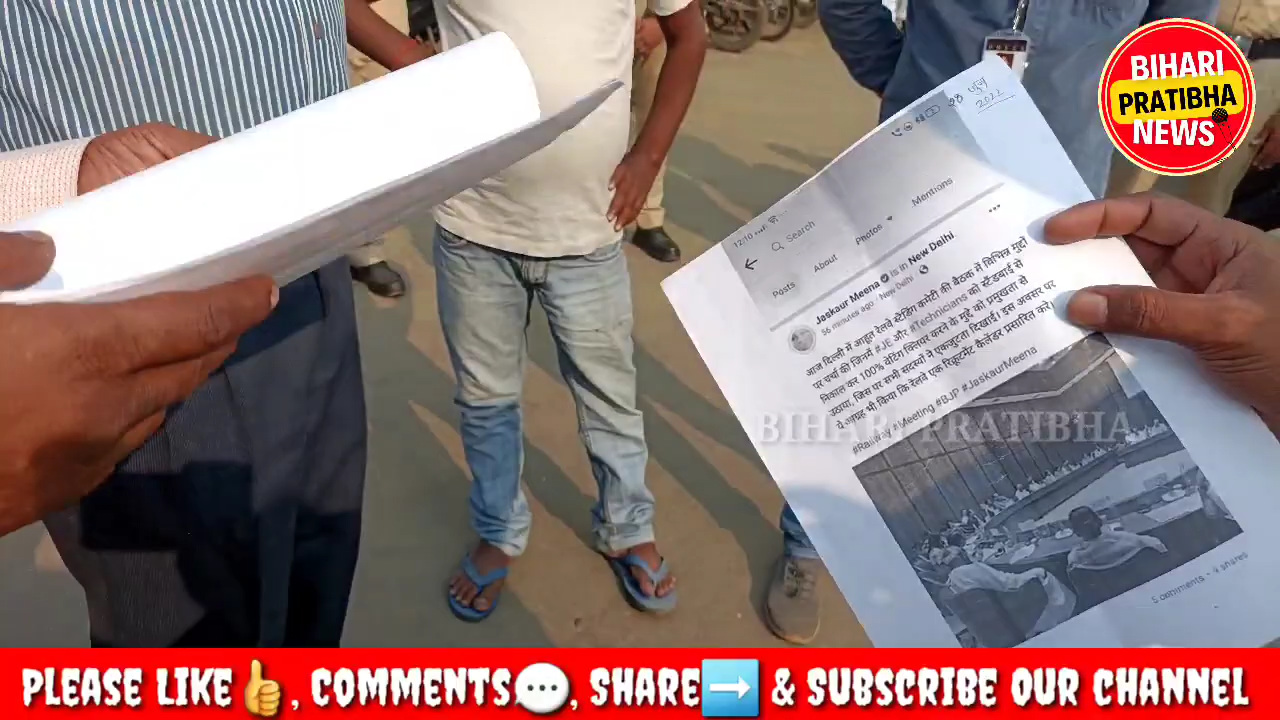 BIHARI
PRATIBHA
NEWS
28 जून
2022
12:10
Search
Posts About Photos Mentions
Jaskaur Meena is in New Delhi
56 minutes ago · New Delhi
आज दिल्ली में आहूत रेलवे स्टैंडिंग कमेटी की बैठक में विभिन्न मुद्दों
पर चर्चा की जिनमें #JE और #Technicians को स्टैंडबाई से
निकाल कर 100% वेटिंग क्लियर करने के मुद्दे को प्रमुखता से
उठाया, जिस पर सभी सदस्यों ने एकजुटता दिखाई। इस अवसर पर
ये आग्रह भी किया कि रेलवे एक रिक्रूटमेंट कैलेंडर प्रसारित करे।
#Railway #Meeting #BJP #JaskaurMeena
BIHARI PRATIBHA
5 comments · 9 shares
PLEASE LIKE, COMMENTS, SHARE & SUBSCRIBE OUR CHANNEL